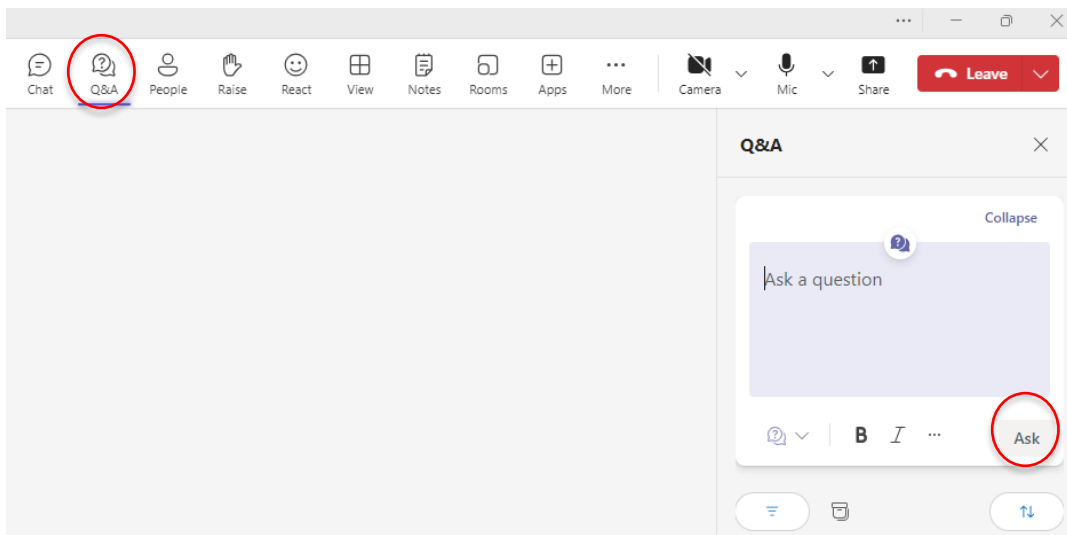 Chat Q&A People Raise React View Notes Rooms Apps More Camera Mic Share Leave
Q&A
Collapse
Ask a question
B I Ask